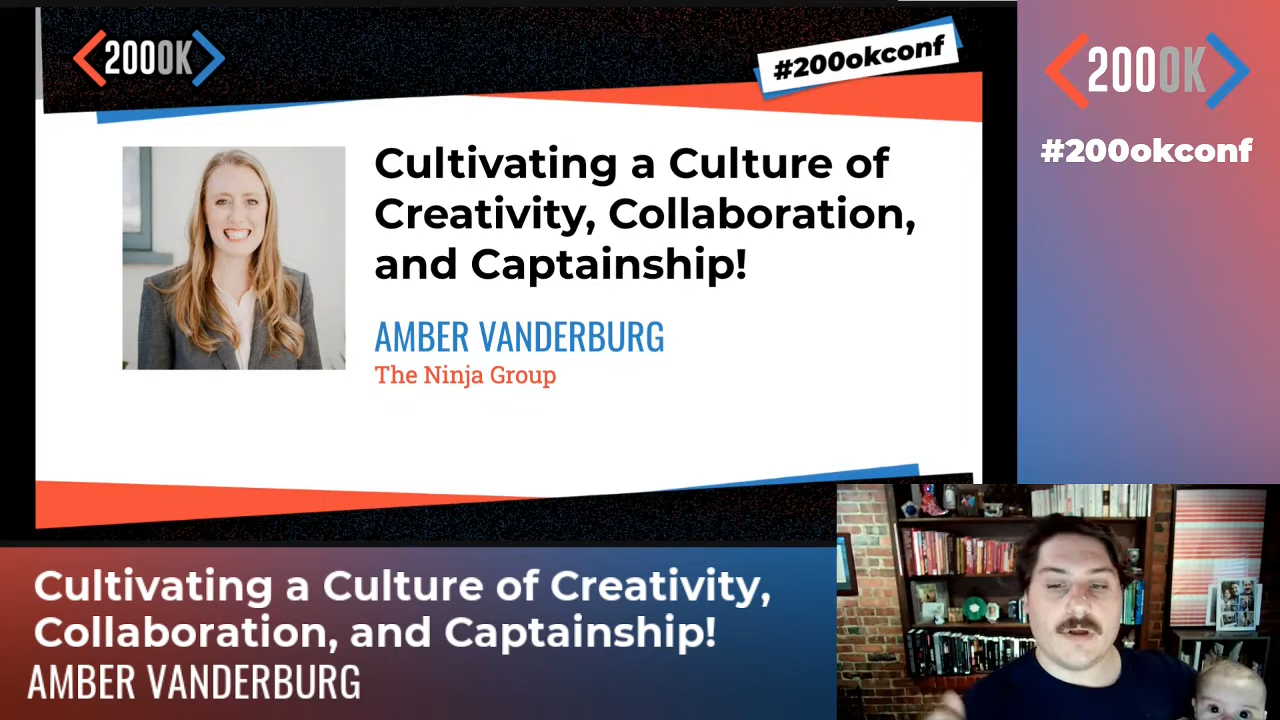 200OK
#200okconf
Cultivating a Culture of
Creativity, Collaboration,
and Captainship!
AMBER VANDERBURG
The Ninja Group
200OK
#200okconf
Cultivating a Culture of Creativity,
Collaboration, and Captainship!
AMBER VANDERBURG